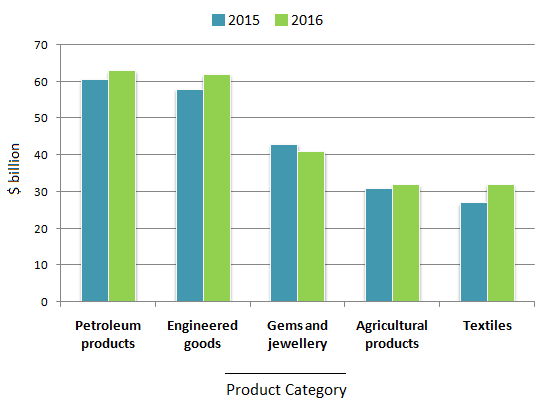 2015 2016
70
60
50
40
30
20
10
0
$ billion
Petroleum products
Engineered goods
Gems and jewellery
Agricultural products
Textiles
Product Category